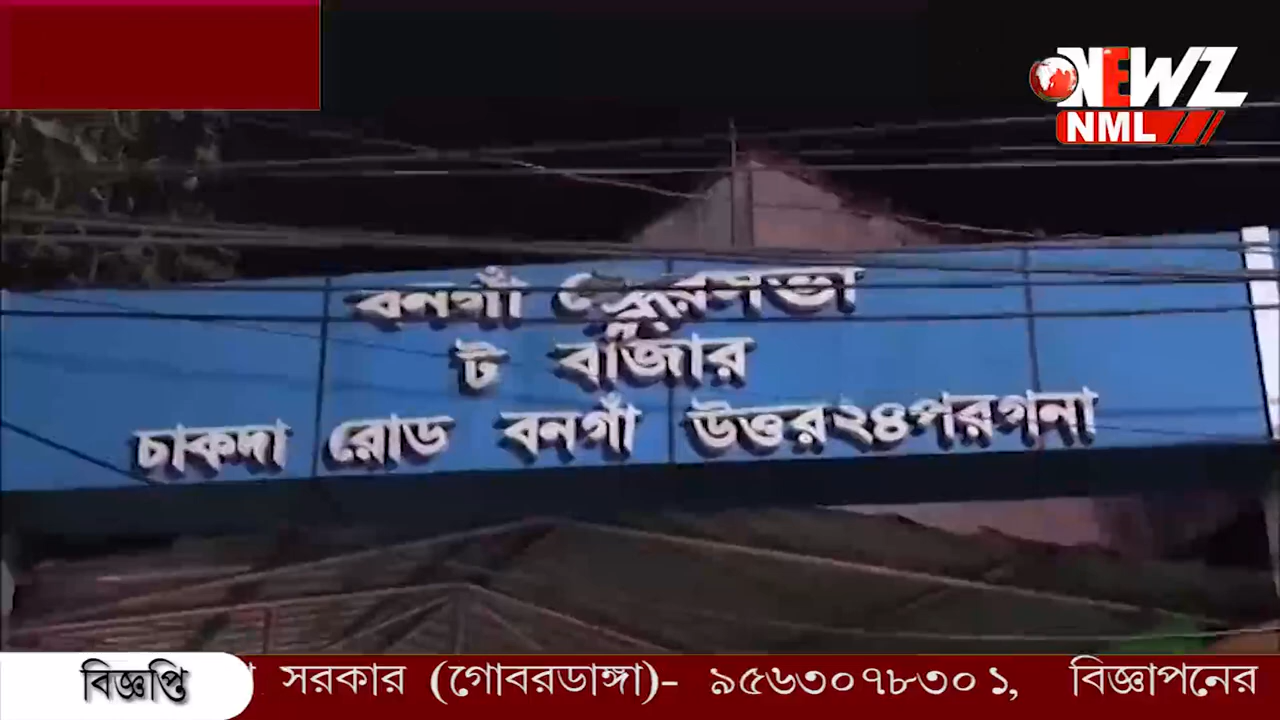 NEWZ
NML
বনগাঁ পৌরসভা
ট বাজার
চাকদা রোড বনগাঁ উত্তর২৪পরগনা
বিজ্ঞপ্তি সরকার (গোবরডাঙ্গা)- ৯৫৬৩০৭৮৩০১, বিজ্ঞাপনের